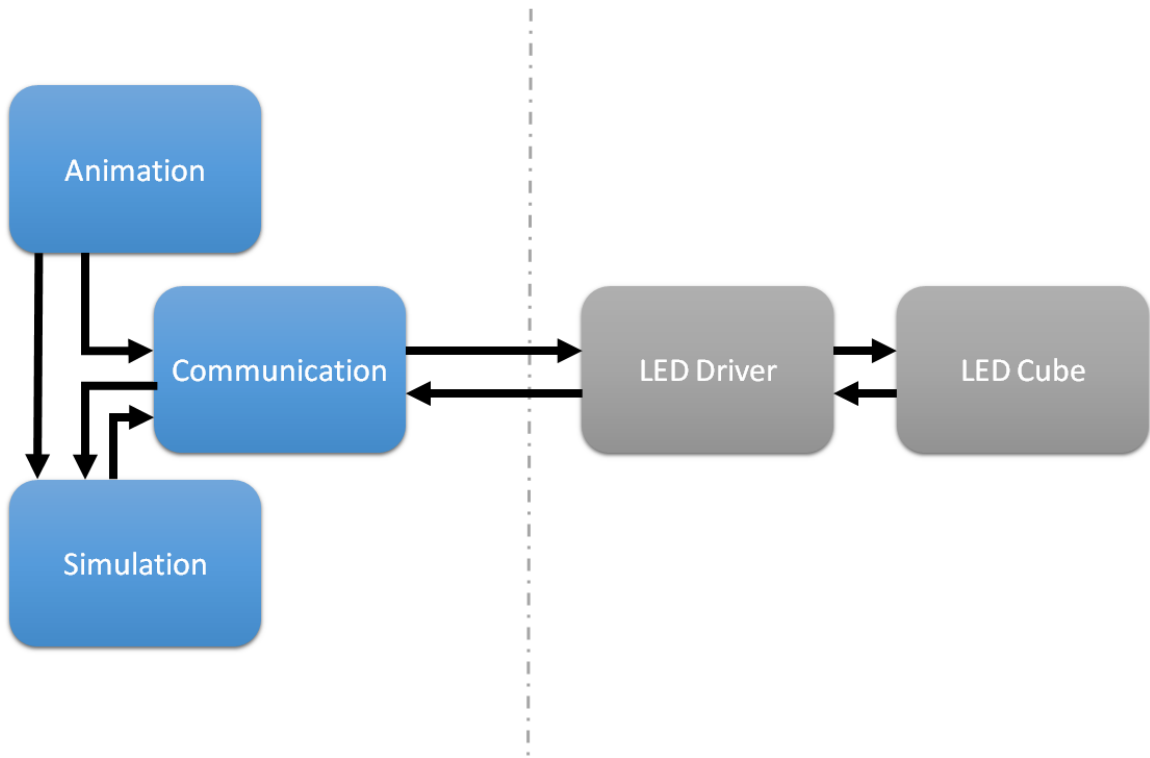 Animation
Communication
LED Driver
LED Cube
Simulation